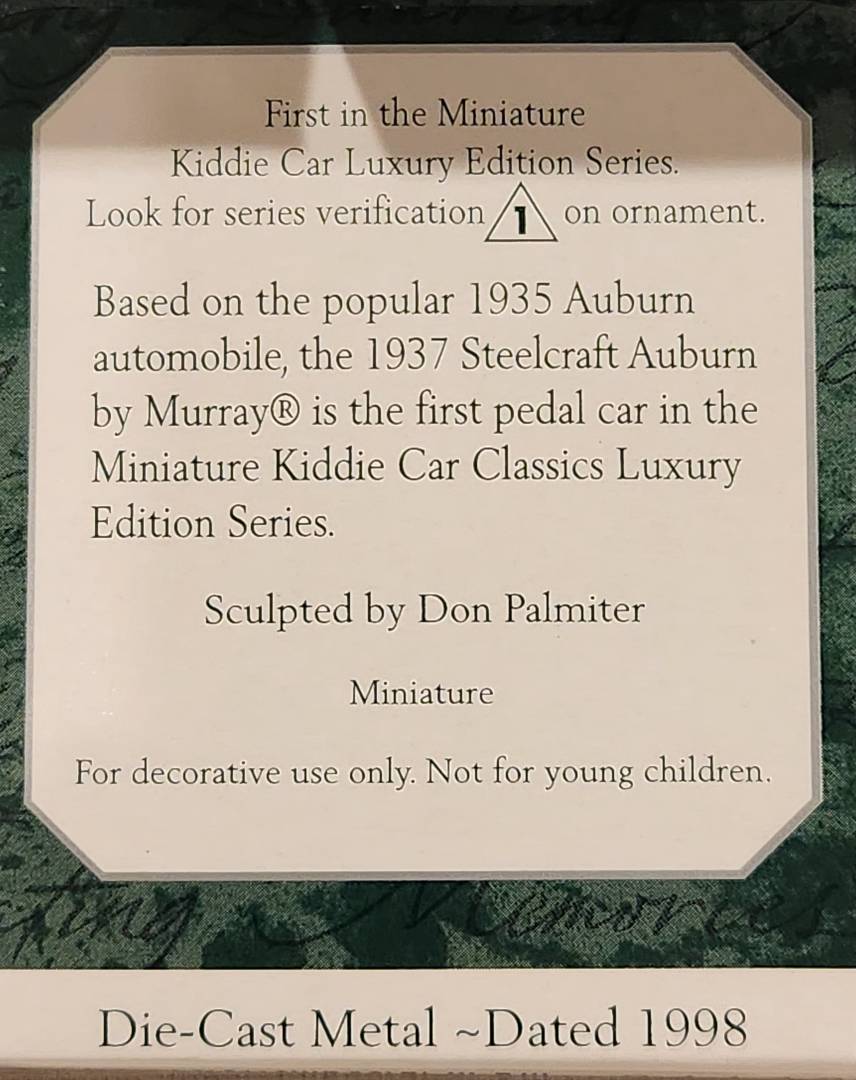 First in the Miniature
Kiddie Car Luxury Edition Series.
Look for series verification 1 on ornament.
Based on the popular 1935 Auburn
automobile, the 1937 Steelcraft Auburn
by Murray® is the first pedal car in the
Miniature Kiddie Car Classics Luxury
Edition Series.
Sculpted by Don Palmiter
Miniature
For decorative use only. Not for young children.
Memories
Die-Cast Metal ~Dated 1998